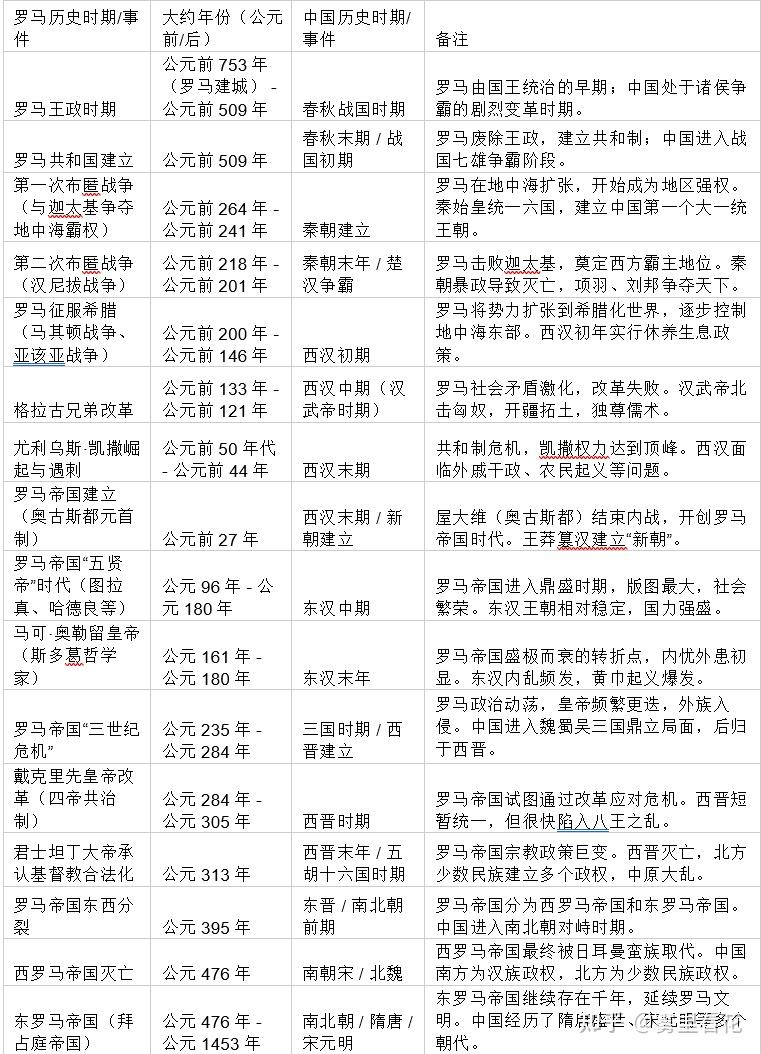 罗马历史时期/事
件
大约年份（公元
前/后）
中国历史时期/
事件
备注
罗马王政时期
公元前 753 年
（罗马建城） -
公元前 509 年
春秋战国时期
罗马由国王统治的早期；中国处于诸侯争
霸的剧烈变革时期。
罗马共和国建立
公元前 509 年
春秋末期 / 战
国初期
罗马废除王政，建立共和制；中国进入战
国七雄争霸阶段。
第一次布匿战争
（与迦太基争夺
地中海霸权）
公元前 264 年 -
公元前 241 年
秦朝建立
罗马在地中海扩张，开始成为地区强权。
秦始皇统一六国，建立中国第一个大一统
王朝。
第二次布匿战争
（汉尼拔战争）
公元前 218 年 -
公元前 201 年
秦朝末年 / 楚
汉争霸
罗马击败迦太基，奠定西方霸主地位。秦
朝暴政导致灭亡，项羽、刘邦争夺天下。
罗马征服希腊
（马其顿战争、
亚该亚战争）
公元前 200 年 -
公元前 146 年
西汉初期
罗马将势力扩张到希腊化世界，逐步控制
地中海东部。西汉初年实行休养生息政
策。
格拉古兄弟改革
公元前 133 年 -
公元前 121 年
西汉中期（汉
武帝时期）
罗马社会矛盾激化，改革失败。汉武帝北
击匈奴，开疆拓土，独尊儒术。
尤利乌斯·凯撒崛
起与遇刺
公元前 50 年代
- 公元前 44 年
西汉末期
共和制危机，凯撒权力达到顶峰。西汉面
临外戚干政、农民起义等问题。
罗马帝国建立
（奥古斯都元首
制）
公元前 27 年
西汉末期 / 新
朝建立
屋大维（奥古斯都）结束内战，开创罗马
帝国时代。王莽篡汉建立“新朝”。
罗马帝国“五贤
帝”时代（图拉
真、哈德良等）
公元 96 年 - 公
元 180 年
东汉中期
罗马帝国进入鼎盛时期，版图最大，社会
繁荣。东汉王朝相对稳定，国力强盛。
马可·奥勒留皇帝
（斯多葛哲学
家）
公元 161 年 -
公元 180 年
东汉末年
罗马帝国盛极而衰的转折点，内忧外患初
显。东汉内乱频发，黄巾起义爆发。
罗马帝国“三世纪
危机”
公元 235 年 -
公元 284 年
三国时期 / 西
晋建立
罗马政治动荡，皇帝频繁更迭，外族入
侵。中国进入魏蜀吴三国鼎立局面，后归
于西晋。
戴克里先皇帝改
革（四帝共治
制）
公元 284 年 -
公元 305 年
西晋时期
罗马帝国试图通过改革应对危机。西晋短
暂统一，但很快陷入八王之乱。
君士坦丁大帝承
认基督教合法化
公元 313 年
西晋末年 / 五
胡十六国时期
罗马帝国宗教政策巨变。西晋灭亡，北方
少数民族建立多个政权，中原大乱。
罗马帝国东西分
裂
公元 395 年
东晋 / 南北朝
前期
罗马帝国分为西罗马帝国和东罗马帝国。
中国进入南北朝对峙时期。
西罗马帝国灭亡
公元 476 年
南朝宋 / 北魏
西罗马帝国最终被日耳曼蛮族取代。中国
南方为汉族政权，北方为少数民族政权。
东罗马帝国（拜
占庭帝国）
公元 476 年 -
公元 1453 年
南北朝 / 隋唐 /
宋元明
东罗马帝国继续存在千年，延续罗马文
明。中国经历了隋唐盛世、宋元明等多个
朝代。
知乎 @雾里看花